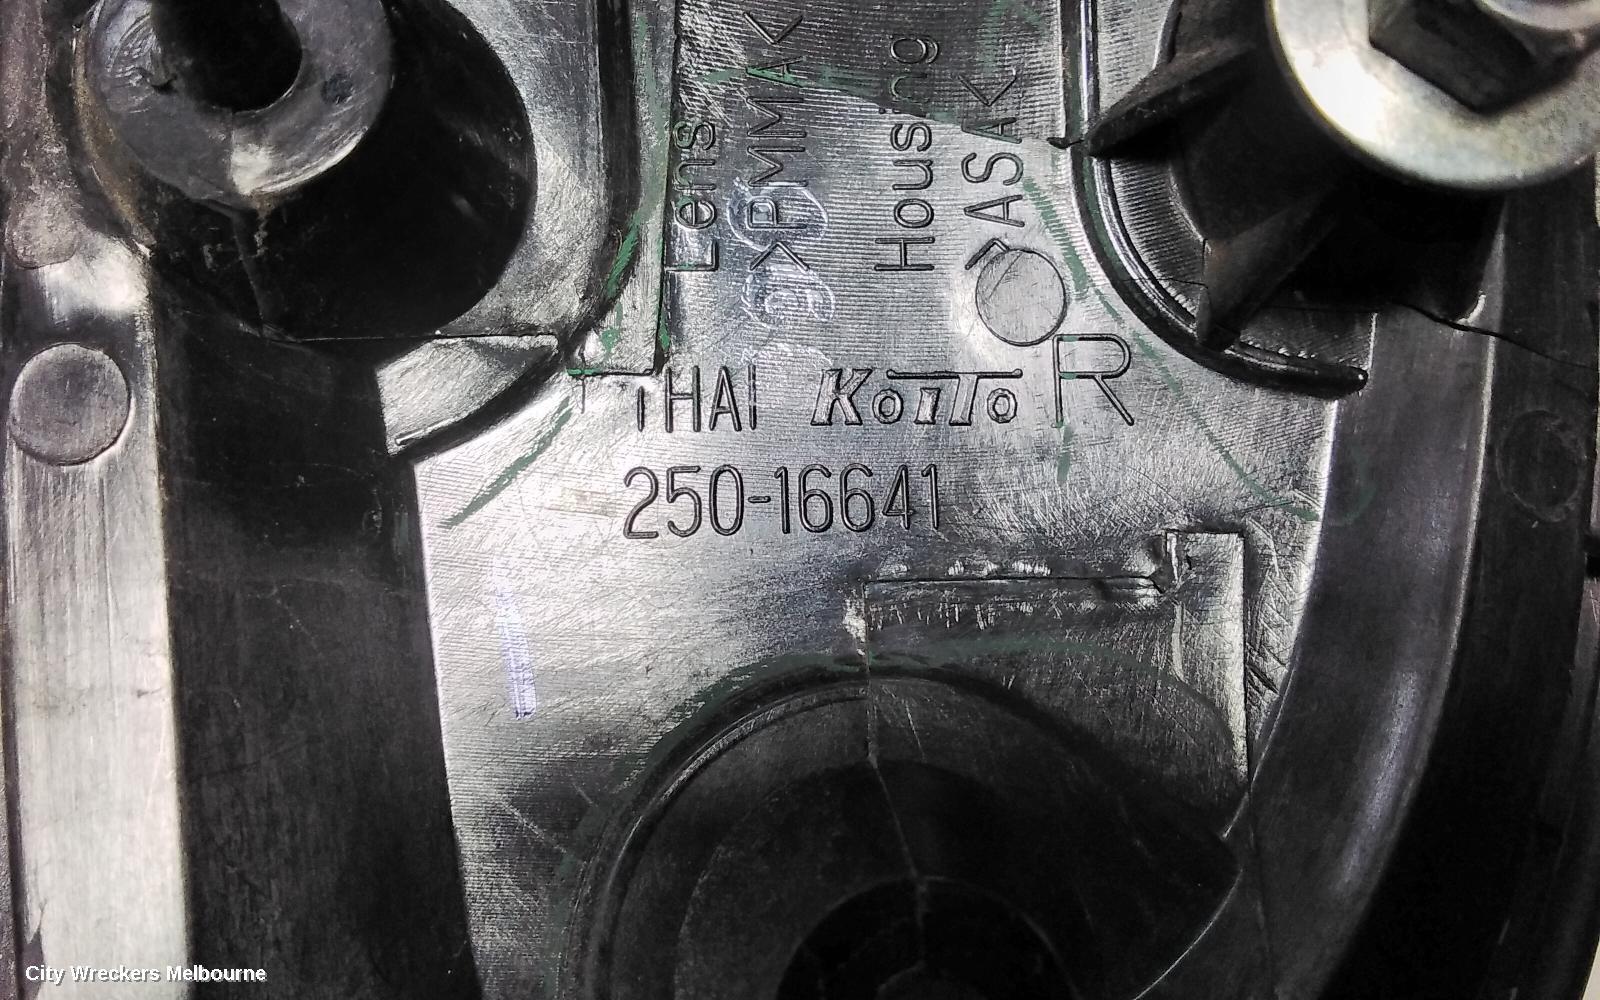 Lens
>PMMA<
Housing
>ASA<
THAI KOITO R
250-16641
City Wreckers Melbourne